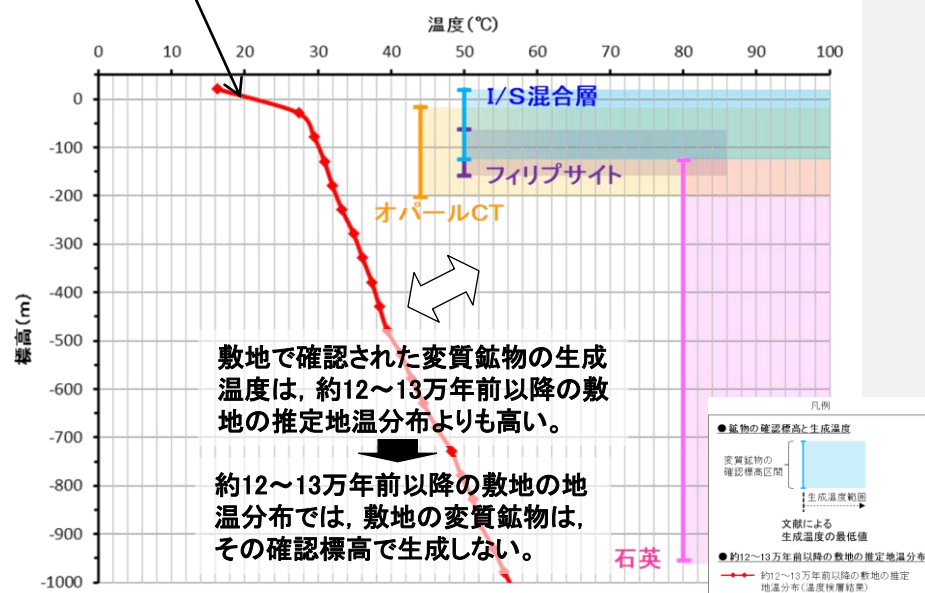 温度(℃)
0 10 20 30 40 50 60 70 80 90 100
標高(m)
0
-100
-200
-300
-400
-500
-600
-700
-800
-900
-1000
I/S混合層
フィリプサイト
オパールCT
石英
敷地で確認された変質鉱物の生成
温度は，約12～13万年前以降の敷
地の推定地温分布よりも高い。
約12～13万年前以降の敷地の地
温分布では，敷地の変質鉱物は，
その確認標高で生成しない。
凡例
●鉱物の確認標高と生成温度
変質鉱物の
確認標高区間
生成温度範囲
文献による
生成温度の最低値
●約12～13万年前以降の敷地の推定地温分布
約12～13万年前以降の敷地の推定
地温分布(温度検層結果)